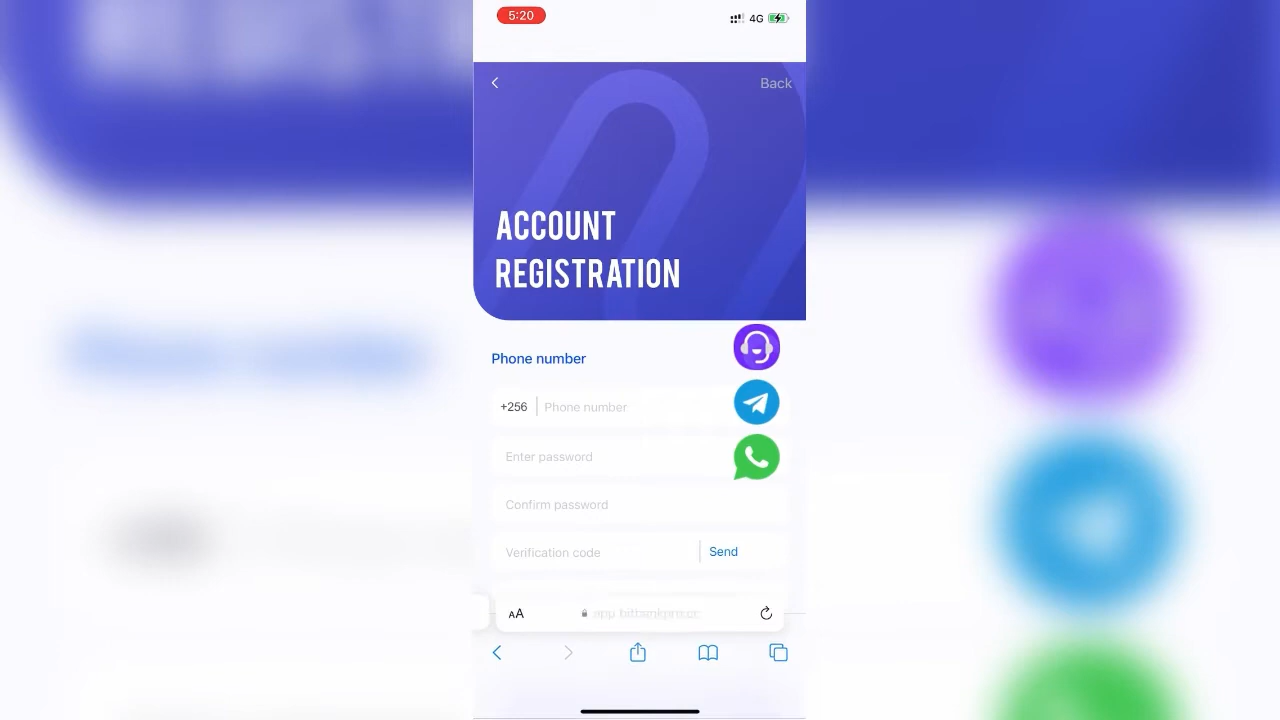 5:20
4G
Back
ACCOUNT
REGISTRATION
Phone number
+256 Phone number
Enter password
Confirm password
Verification code Send
AA